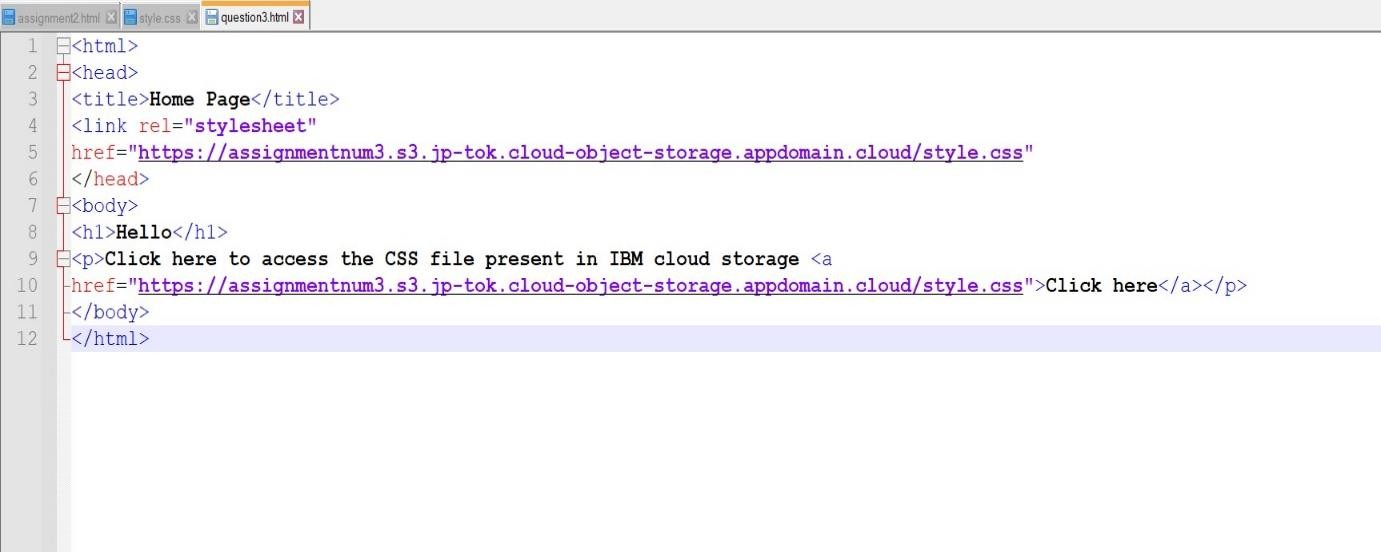 assignment2.html style.css question3.html
1 <html>
2 <head>
3 <title>Home Page</title>
4 <link rel="stylesheet"
5 href="https://assignmentnum3.s3.jp-tok.cloud-object-storage.appdomain.cloud/style.css"
6 </head>
7 <body>
8 <h1>Hello</h1>
9 <p>Click here to access the CSS file present in IBM cloud storage <a
10 href="https://assignmentnum3.s3.jp-tok.cloud-object-storage.appdomain.cloud/style.css">Click here</a></p>
11 </body>
12 </html>